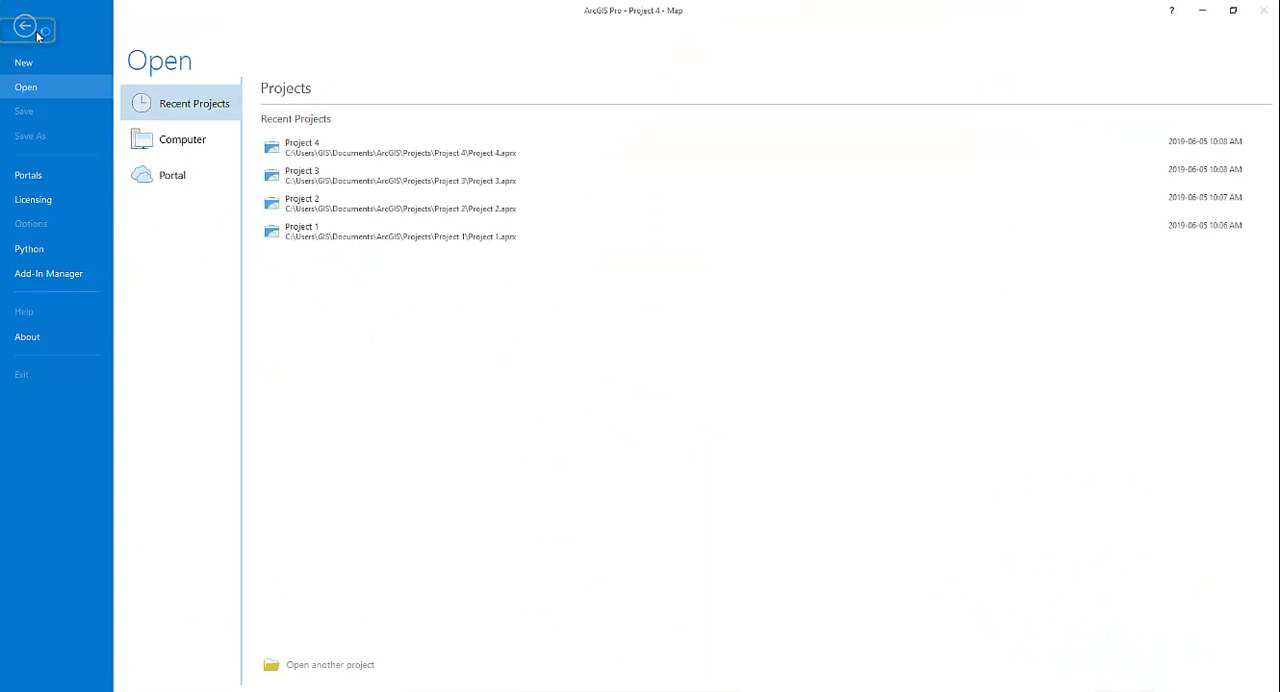 ArcGIS Pro - Project 4 - Map
?
New
Open
Save
Save As
Portals
Licensing
Options
Python
Add-In Manager
Help
About
Exit
Open
Recent Projects
Computer
Portal
Projects
Recent Projects
Project 4
C:\Users\GIS\Documents\ArcGIS\Projects\Project 4\Project 4.aprx
2019-06-05 10:08 AM
Project 3
C:\Users\GIS\Documents\ArcGIS\Projects\Project 3\Project 3.aprx
2019-06-05 10:08 AM
Project 2
C:\Users\GIS\Documents\ArcGIS\Projects\Project 2\Project 2.aprx
2019-06-05 10:07 AM
Project 1
C:\Users\GIS\Documents\ArcGIS\Projects\Project 1\Project 1.aprx
2019-06-05 10:06 AM
Open another project